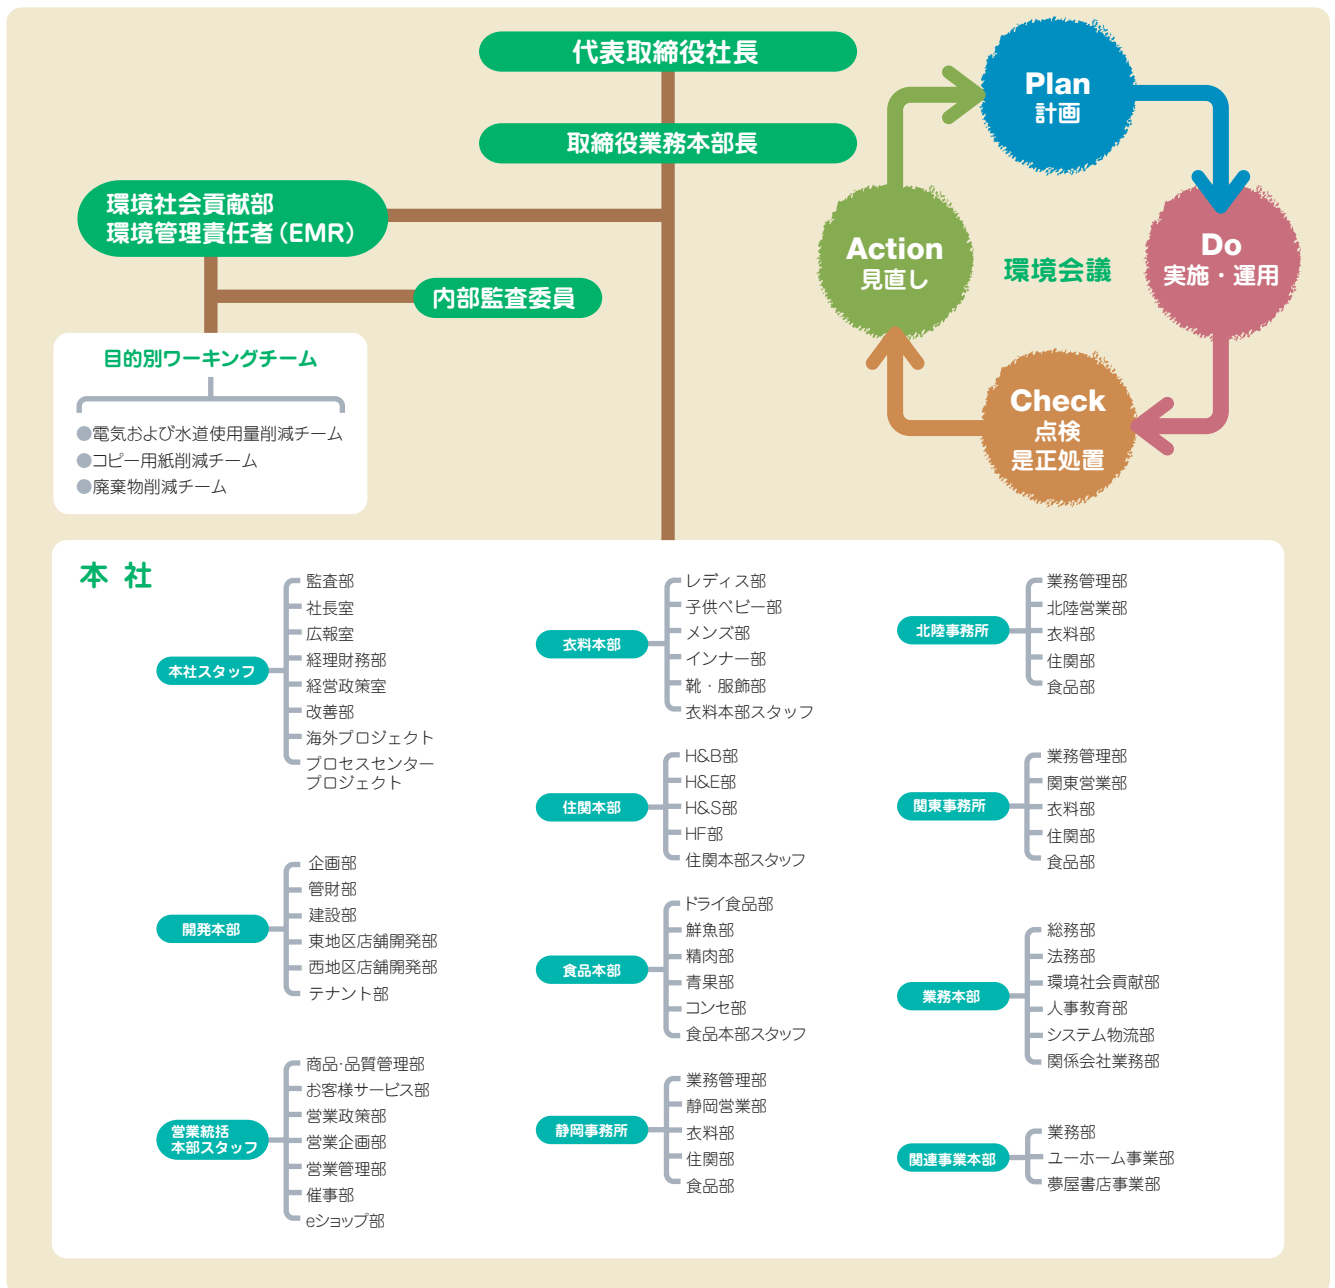 代表取締役社長
取締役業務本部長
環境社会貢献部
環境管理責任者（EMR）
内部監査委員
目的別ワーキングチーム
●電気および水道使用量削減チーム
●コピー用紙削減チーム
●廃棄物削減チーム
Plan
計画
Do
実施・運用
Check
点検
是正処置
Action
見直し
環境会議
本 社
本社スタッフ
監査部
社長室
広報室
経理財務部
経営政策室
改善部
海外プロジェクト
プロセスセンター
プロジェクト
開発本部
企画部
管財部
建設部
東地区店舗開発部
西地区店舗開発部
テナント部
営業統括
本部スタッフ
商品・品質管理部
お客様サービス部
営業政策部
営業企画部
営業管理部
催事部
eショップ部
衣料本部
レディス部
子供ベビー部
メンズ部
インナー部
靴・服飾部
衣料本部スタッフ
住関本部
H&B部
H&E部
H&S部
HF部
住関本部スタッフ
食品本部
ドライ食品部
鮮魚部
精肉部
青果部
コンセ部
食品本部スタッフ
静岡事務所
業務管理部
静岡営業部
衣料部
住関部
食品部
北陸事務所
業務管理部
北陸営業部
衣料部
住関部
食品部
関東事務所
業務管理部
関東営業部
衣料部
住関部
食品部
業務本部
総務部
法務部
環境社会貢献部
人事教育部
システム物流部
関係会社業務部
関連事業本部
業務部
ユーホーム事業部
夢屋書店事業部